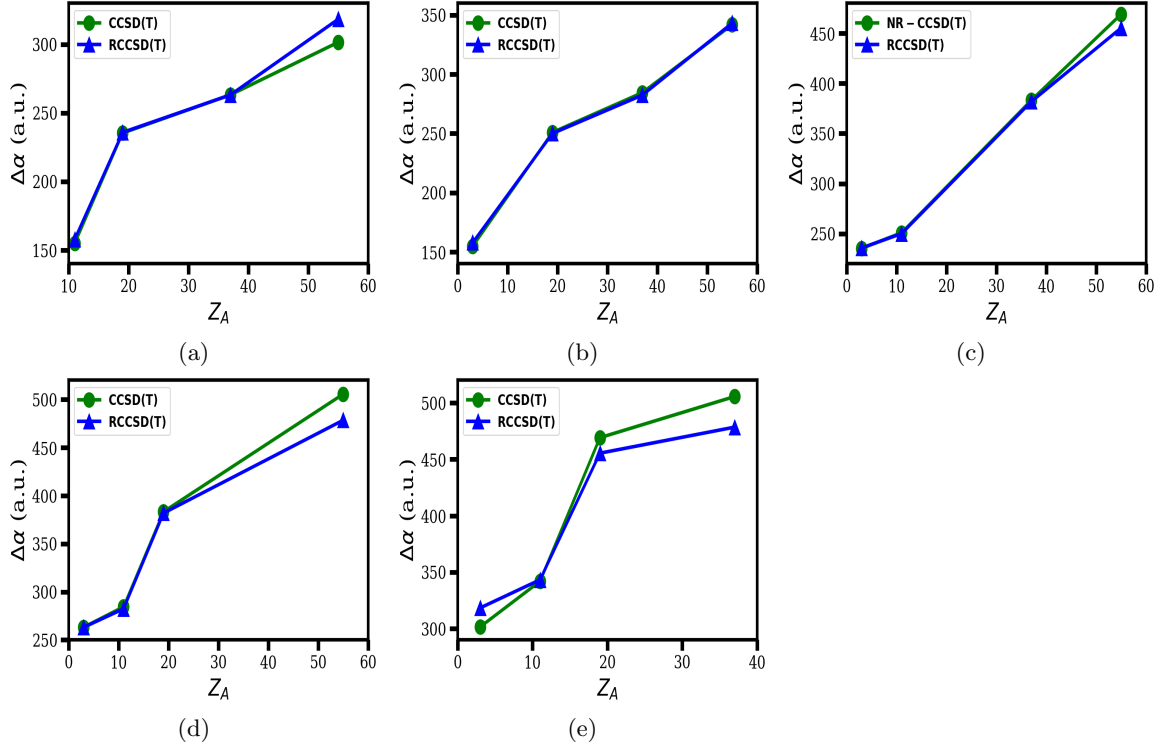 CCSD(T)
RCCSD(T)
300
250
200
150
Δα (a.u.)
10 20 30 40 50 60
Z_A
(a)
CCSD(T)
RCCSD(T)
350
300
250
200
150
Δα (a.u.)
0 10 20 30 40 50 60
Z_A
(b)
NR − CCSD(T)
RCCSD(T)
450
400
350
300
250
Δα (a.u.)
0 10 20 30 40 50 60
Z_A
(c)
CCSD(T)
RCCSD(T)
500
450
400
350
300
250
Δα (a.u.)
0 10 20 30 40 50 60
Z_A
(d)
CCSD(T)
RCCSD(T)
500
450
400
350
300
Δα (a.u.)
0 10 20 30 40
Z_A
(e)